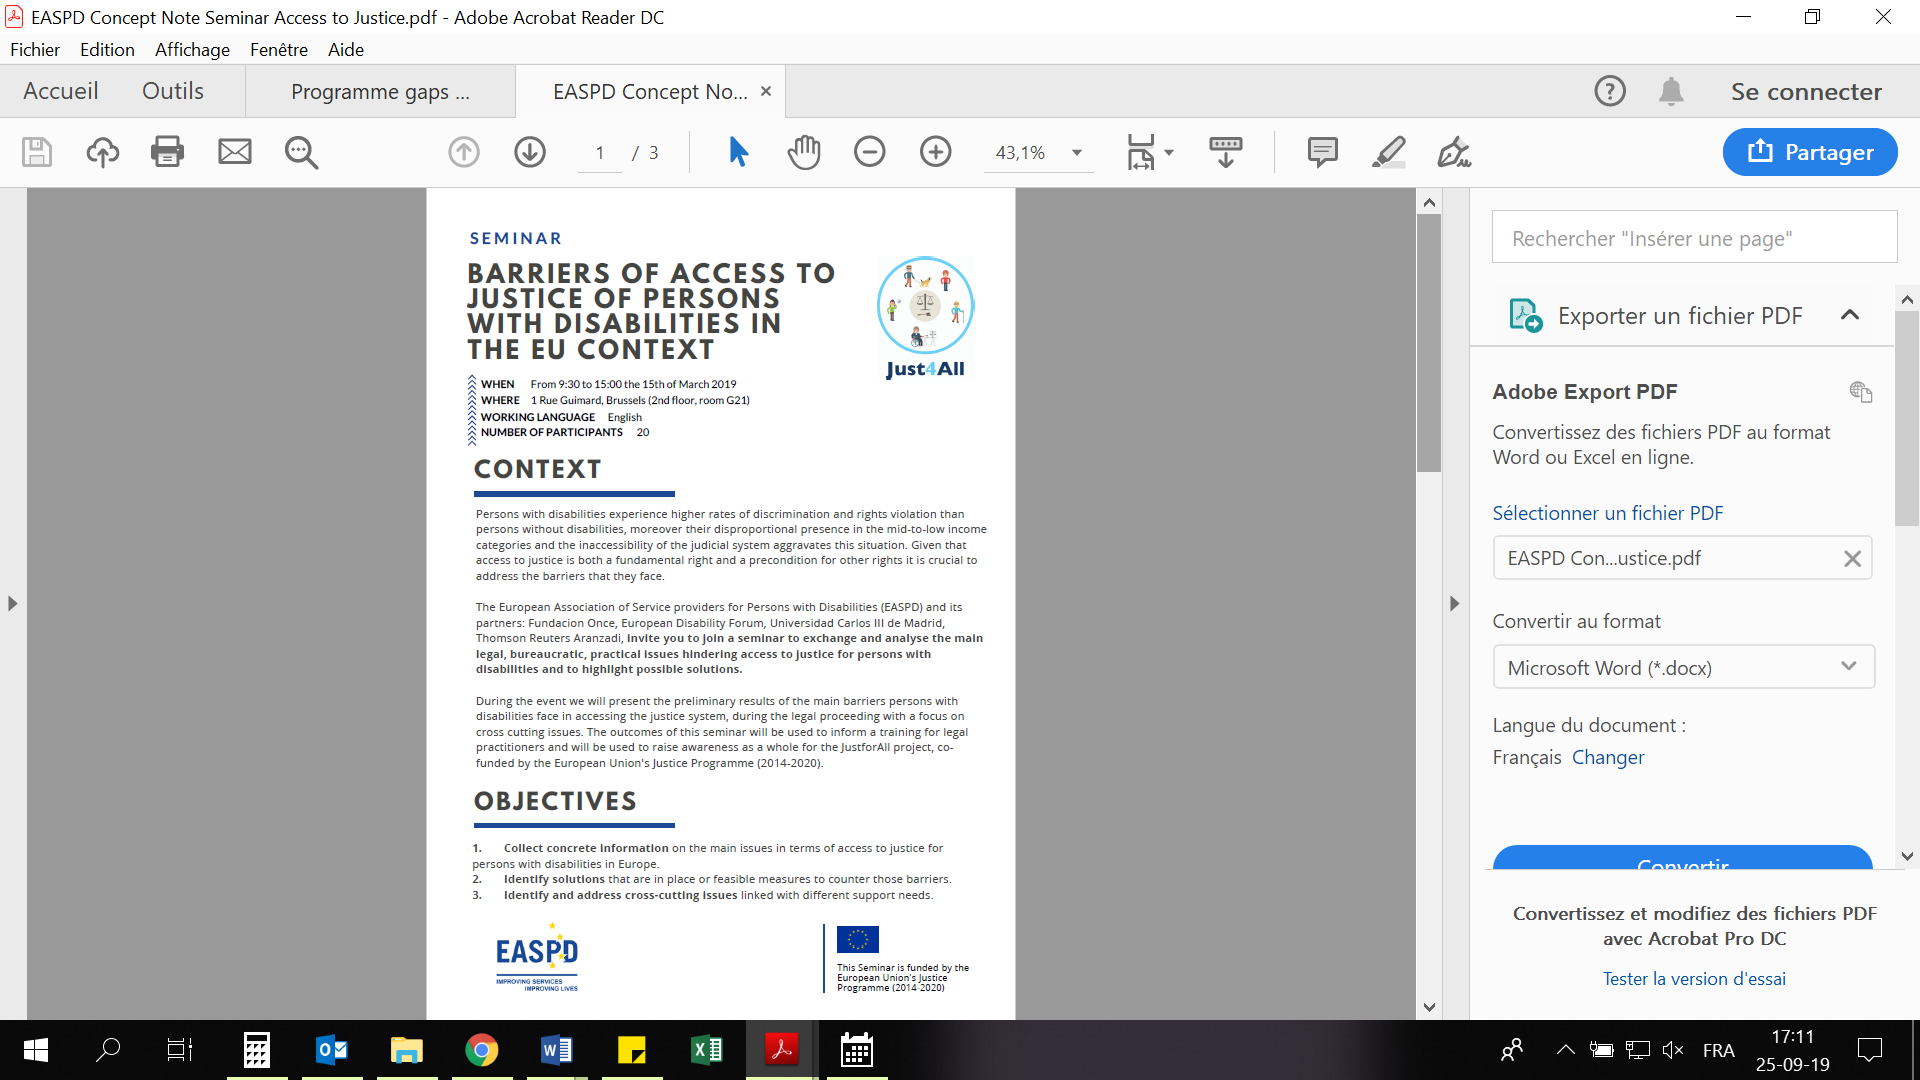 EASPD Concept Note Seminar Access to Justice.pdf - Adobe Acrobat Reader DC
Fichier Edition Affichage Fenêtre Aide
Accueil Outils Programme gaps ... EASPD Concept No... Se connecter
1 / 3 43,1% Partager
SEMINAR
BARRIERS OF ACCESS TO
JUSTICE OF PERSONS
WITH DISABILITIES IN
THE EU CONTEXT
Just4All
WHEN From 9:30 to 15:00 the 15th of March 2019
WHERE 1 Rue Guimard, Brussels (2nd floor, room G21)
WORKING LANGUAGE English
NUMBER OF PARTICIPANTS 20
CONTEXT
Persons with disabilities experience higher rates of discrimination and rights violation than
persons without disabilities, moreover their disproportional presence in the mid-to-low income
categories and the inaccessibility of the judicial system aggravates this situation. Given that
access to justice is both a fundamental right and a precondition for other rights it is crucial to
address the barriers that they face.
The European Association of Service providers for Persons with Disabilities (EASPD) and its
partners: Fundacion Once, European Disability Forum, Universidad Carlos III de Madrid,
Thomson Reuters Aranzadi, invite you to join a seminar to exchange and analyse the main
legal, bureaucratic, practical issues hindering access to justice for persons with
disabilities and to highlight possible solutions.
During the event we will present the preliminary results of the main barriers persons with
disabilities face in accessing the justice system, during the legal proceeding with a focus on
cross cutting issues. The outcomes of this seminar will be used to inform a training for legal
practitioners and will be used to raise awareness as a whole for the JustforAll project, co-
funded by the European Union's Justice Programme (2014-2020).
OBJECTIVES
1. Collect concrete information on the main issues in terms of access to justice for
persons with disabilities in Europe.
2. Identify solutions that are in place or feasible measures to counter those barriers.
3. Identify and address cross-cutting issues linked with different support needs.
EASPD
IMPROVING SERVICES
IMPROVING LIVES
This Seminar is funded by the
European Union's Justice
Programme (2014-2020)
Rechercher "Insérer une page"
Exporter un fichier PDF
Adobe Export PDF
Convertissez des fichiers PDF au format
Word ou Excel en ligne.
Sélectionner un fichier PDF
EASPD Con...ustice.pdf
Convertir au format
Microsoft Word (*.docx)
Langue du document :
Français Changer
Convertir
Convertissez et modifiez des fichiers PDF
avec Acrobat Pro DC
Tester la version d'essai
FRA
17:11
25-09-19